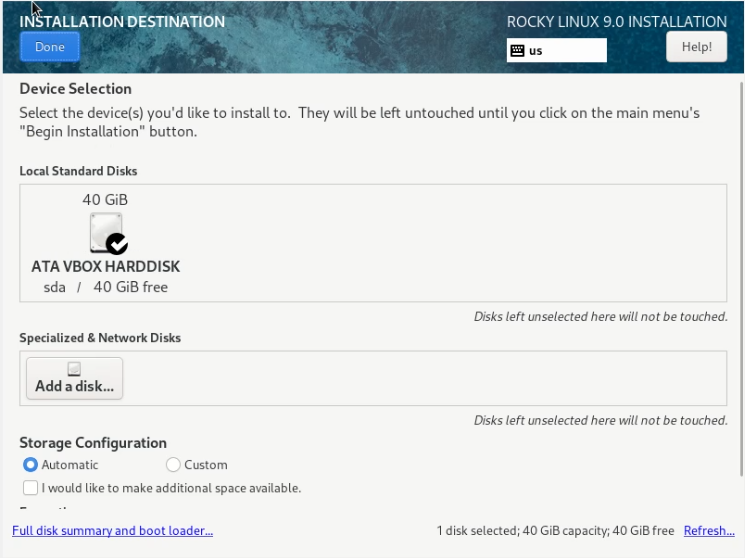 INSTALLATION DESTINATION
ROCKY LINUX 9.0 INSTALLATION
Done
us
Help!
Device Selection
Select the device(s) you'd like to install to.  They will be left untouched until you click on the main menu's
"Begin Installation" button.
Local Standard Disks
40 GiB
ATA VBOX HARDDISK
sda / 40 GiB free
Disks left unselected here will not be touched.
Specialized & Network Disks
Add a disk...
Disks left unselected here will not be touched.
Storage Configuration
Automatic
Custom
I would like to make additional space available.
Full disk summary and boot loader...
1 disk selected; 40 GiB capacity; 40 GiB free
Refresh...